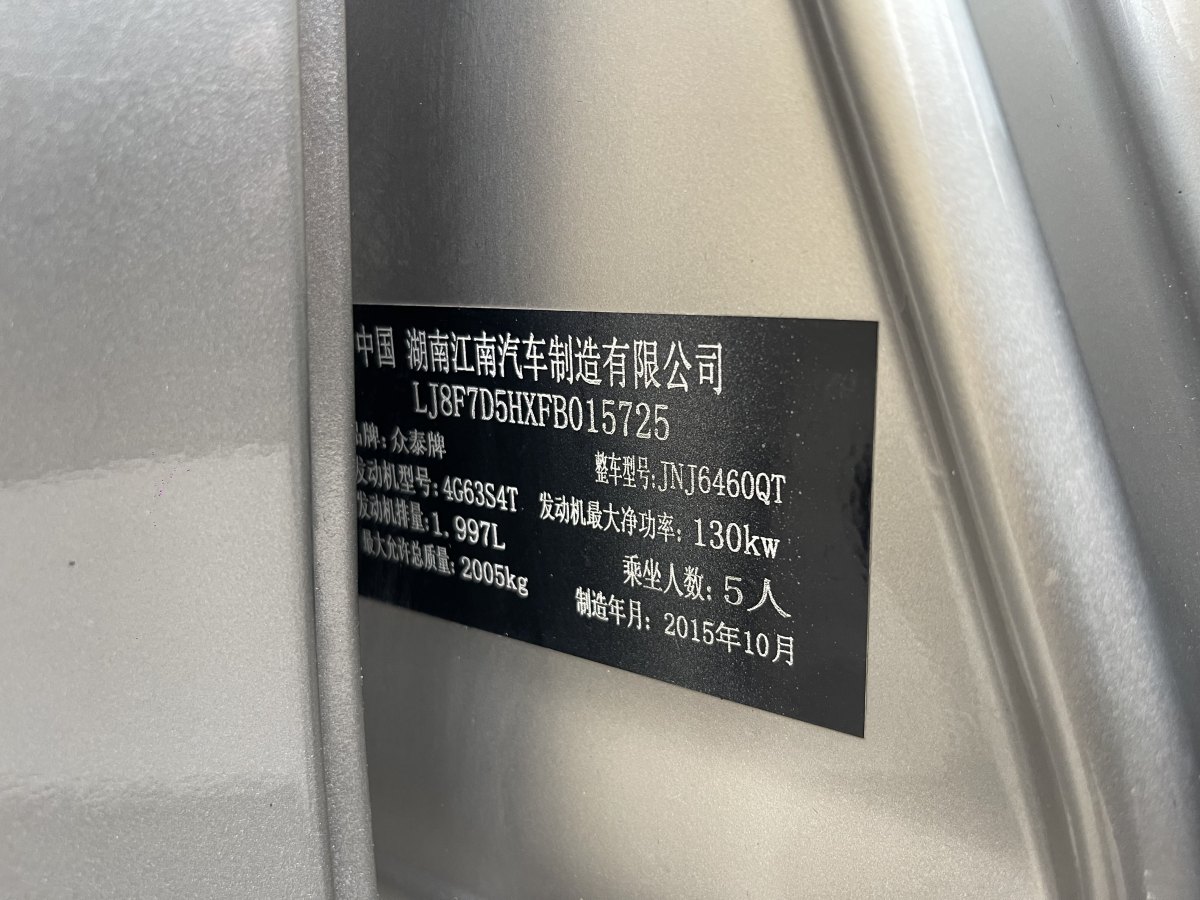 中国 湖南江南汽车制造有限公司
LJ8F7D5HXFB015725
品牌:众泰牌 整车型号:JNJ6460QT
发动机型号:4G63S4T 发动机最大净功率:130kw
发动机排量:1.997L 乘坐人数:5人
最大允许总质量:2005kg 制造年月:2015年10月